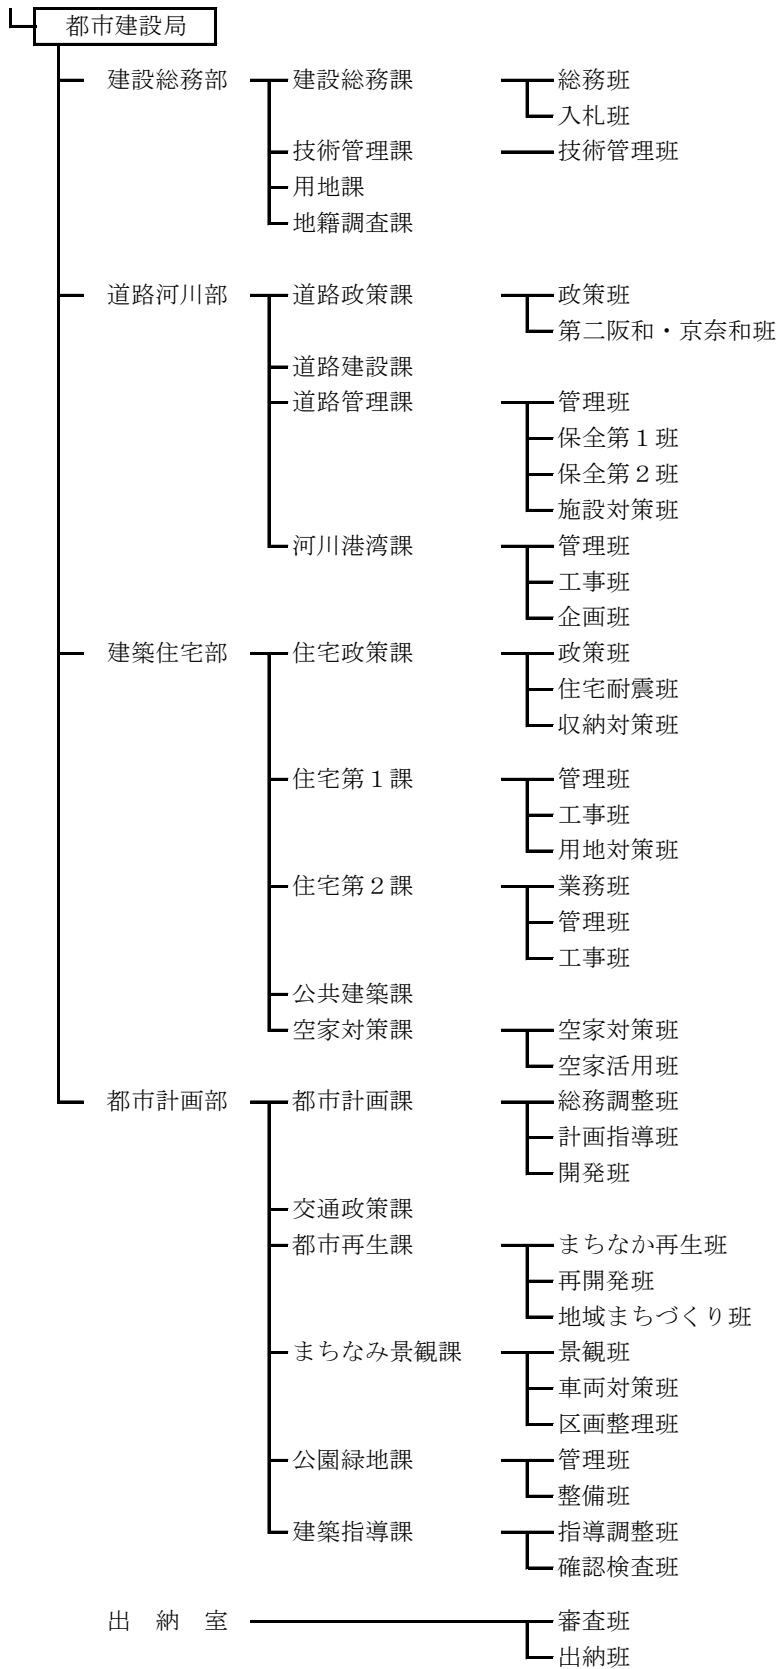 都市建設局
建設総務部 建設総務課 総務班
入札班
技術管理課 技術管理班
用地課
地籍調査課
道路河川部 道路政策課 政策班
第二阪和・京奈和班
道路建設課
道路管理課 管理班
保全第１班
保全第２班
施設対策班
河川港湾課 管理班
工事班
企画班
建築住宅部 住宅政策課 政策班
住宅耐震班
収納対策班
住宅第１課 管理班
工事班
用地対策班
住宅第２課 業務班
管理班
工事班
公共建築課
空家対策課 空家対策班
空家活用班
都市計画部 都市計画課 総務調整班
計画指導班
開発班
交通政策課
都市再生課 まちなか再生班
再開発班
地域まちづくり班
まちなみ景観課 景観班
車両対策班
区画整理班
公園緑地課 管理班
整備班
建築指導課 指導調整班
確認検査班
出　納　室 審査班
出納班